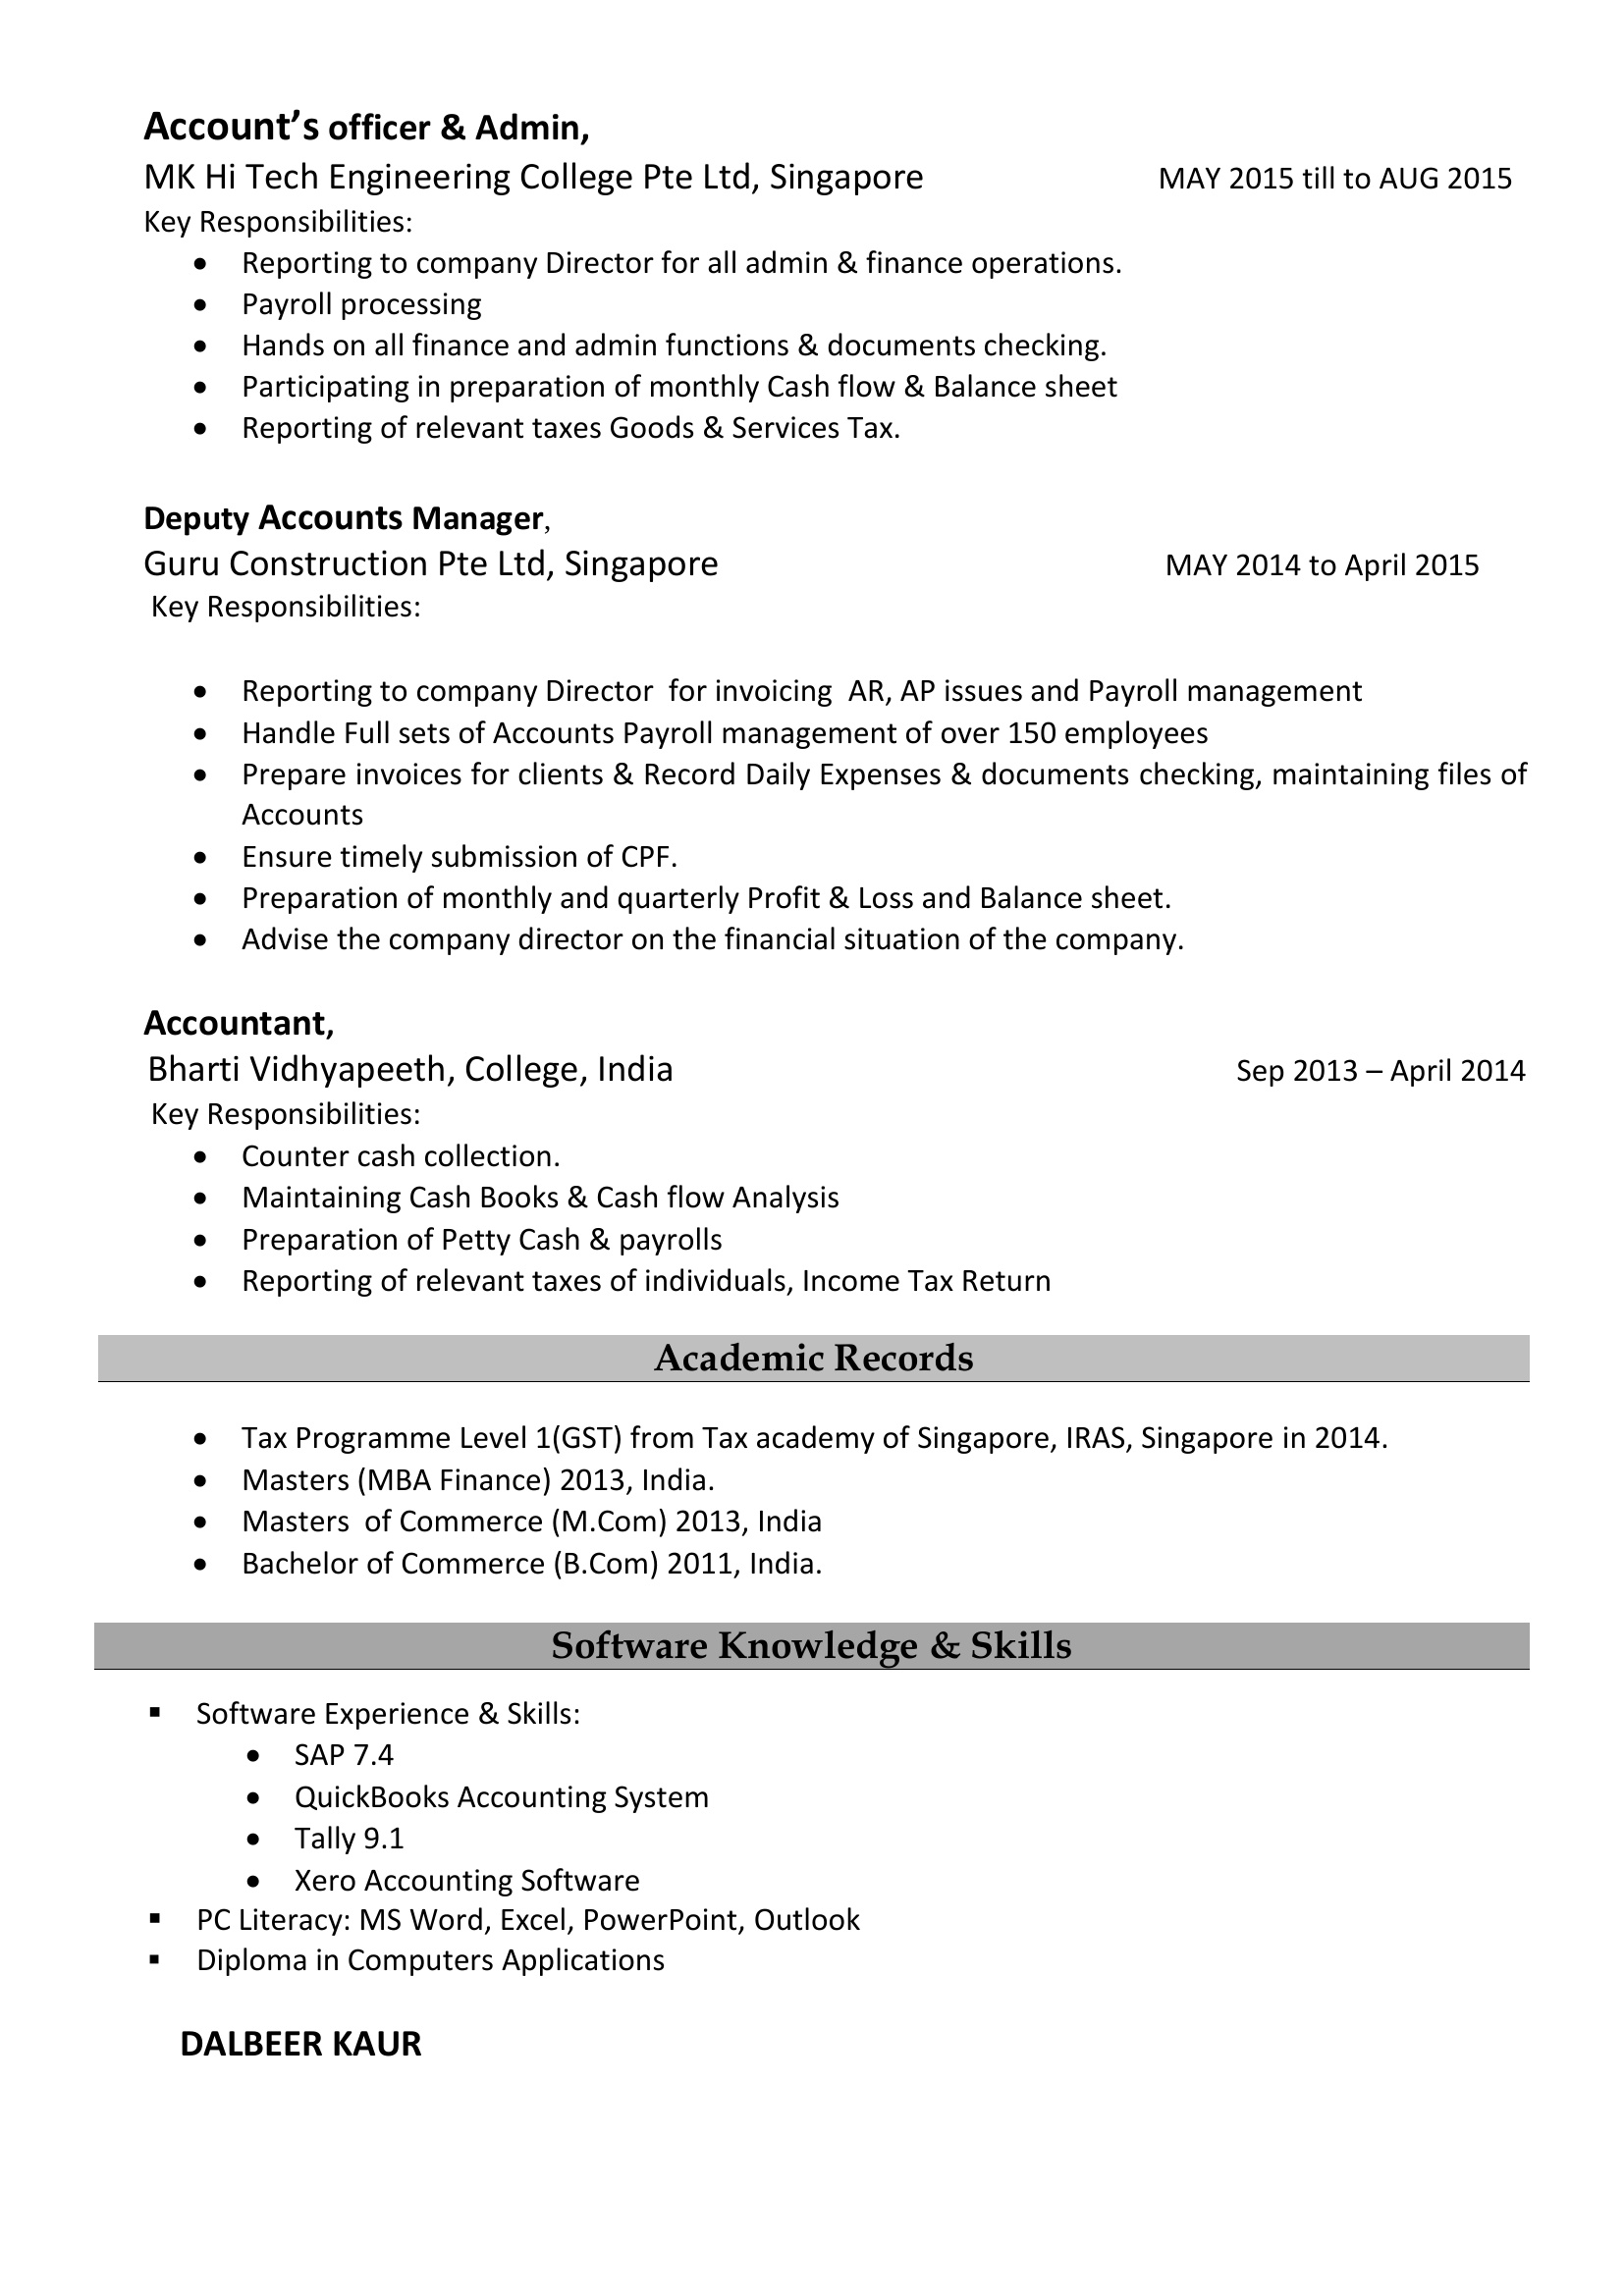 Account’s officer & Admin,
MK Hi Tech Engineering College Pte Ltd, Singapore MAY 2015 till to AUG 2015
Key Responsibilities:
• Reporting to company Director for all admin & finance operations.
• Payroll processing
• Hands on all finance and admin functions & documents checking.
• Participating in preparation of monthly Cash flow & Balance sheet
• Reporting of relevant taxes Goods & Services Tax.
Deputy Accounts Manager,
Guru Construction Pte Ltd, Singapore MAY 2014 to April 2015
Key Responsibilities:
• Reporting to company Director for invoicing AR, AP issues and Payroll management
• Handle Full sets of Accounts Payroll management of over 150 employees
• Prepare invoices for clients & Record Daily Expenses & documents checking, maintaining files of
Accounts
• Ensure timely submission of CPF.
• Preparation of monthly and quarterly Profit & Loss and Balance sheet.
• Advise the company director on the financial situation of the company.
Accountant,
Bharti Vidhyapeeth, College, India Sep 2013 – April 2014
Key Responsibilities:
• Counter cash collection.
• Maintaining Cash Books & Cash flow Analysis
• Preparation of Petty Cash & payrolls
• Reporting of relevant taxes of individuals, Income Tax Return
Academic Records
• Tax Programme Level 1(GST) from Tax academy of Singapore, IRAS, Singapore in 2014.
• Masters (MBA Finance) 2013, India.
• Masters of Commerce (M.Com) 2013, India
• Bachelor of Commerce (B.Com) 2011, India.
Software Knowledge & Skills
▪ Software Experience & Skills:
• SAP 7.4
• QuickBooks Accounting System
• Tally 9.1
• Xero Accounting Software
▪ PC Literacy: MS Word, Excel, PowerPoint, Outlook
▪ Diploma in Computers Applications
DALBEER KAUR